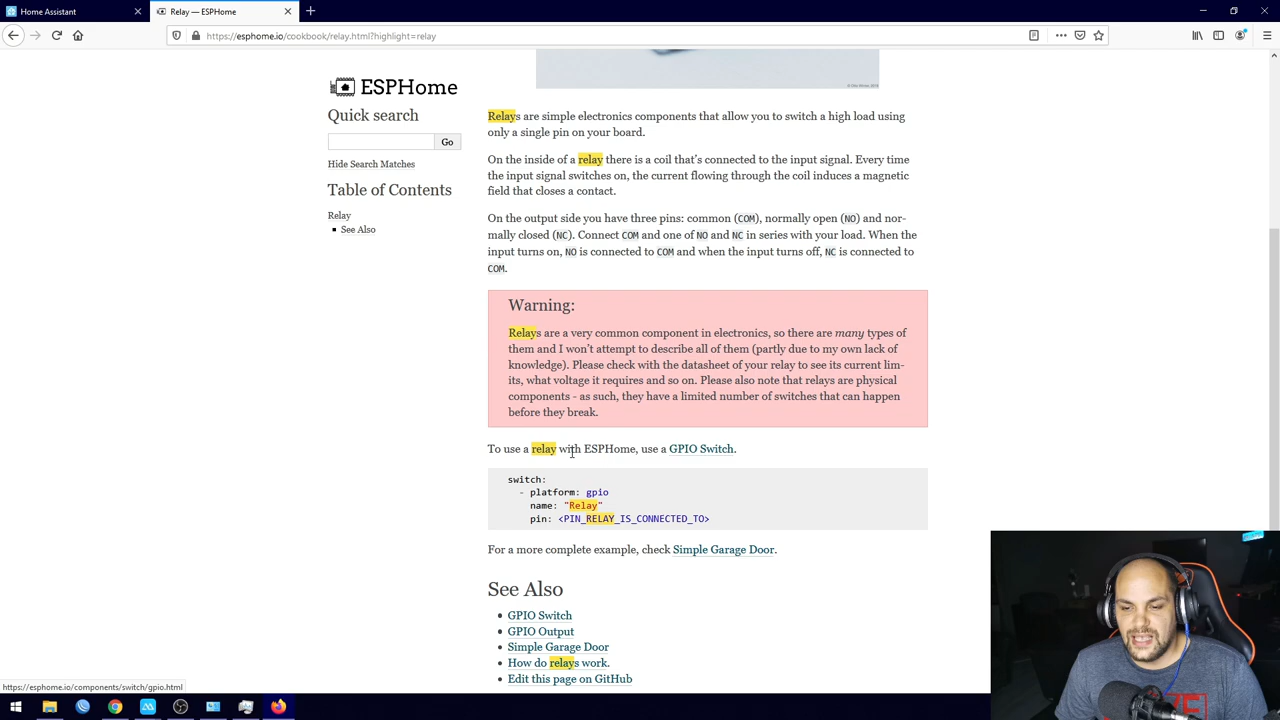 Home Assistant
Relay — ESPHome
https://esphome.io/cookbook/relay.html?highlight=relay
ESPHome
Quick search
Go
Hide Search Matches
Table of Contents
Relay
See Also
Relays are simple electronics components that allow you to switch a high load using
only a single pin on your board.
On the inside of a relay there is a coil that's connected to the input signal. Every time
the input signal switches on, the current flowing through the coil induces a magnetic
field that closes a contact.
On the output side you have three pins: common (COM), normally open (NO) and nor-
mally closed (NC). Connect COM and one of NO and NC in series with your load. When the
input turns on, NO is connected to COM and when the input turns off, NC is connected to
COM.
Warning:
Relays are a very common component in electronics, so there are many types of
them and I won't attempt to describe all of them (partly due to my own lack of
knowledge). Please check with the datasheet of your relay to see its current lim-
its, what voltage it requires and so on. Please also note that relays are physical
components - as such, they have a limited number of switches that can happen
before they break.
To use a relay with ESPHome, use a GPIO Switch.
switch:
- platform: gpio
name: "Relay"
pin: <PIN_RELAY_IS_CONNECTED_TO>
For a more complete example, check Simple Garage Door.
See Also
GPIO Switch
GPIO Output
Simple Garage Door
How do relays work.
Edit this page on GitHub
https://esphome.io/components/switch/gpio.html